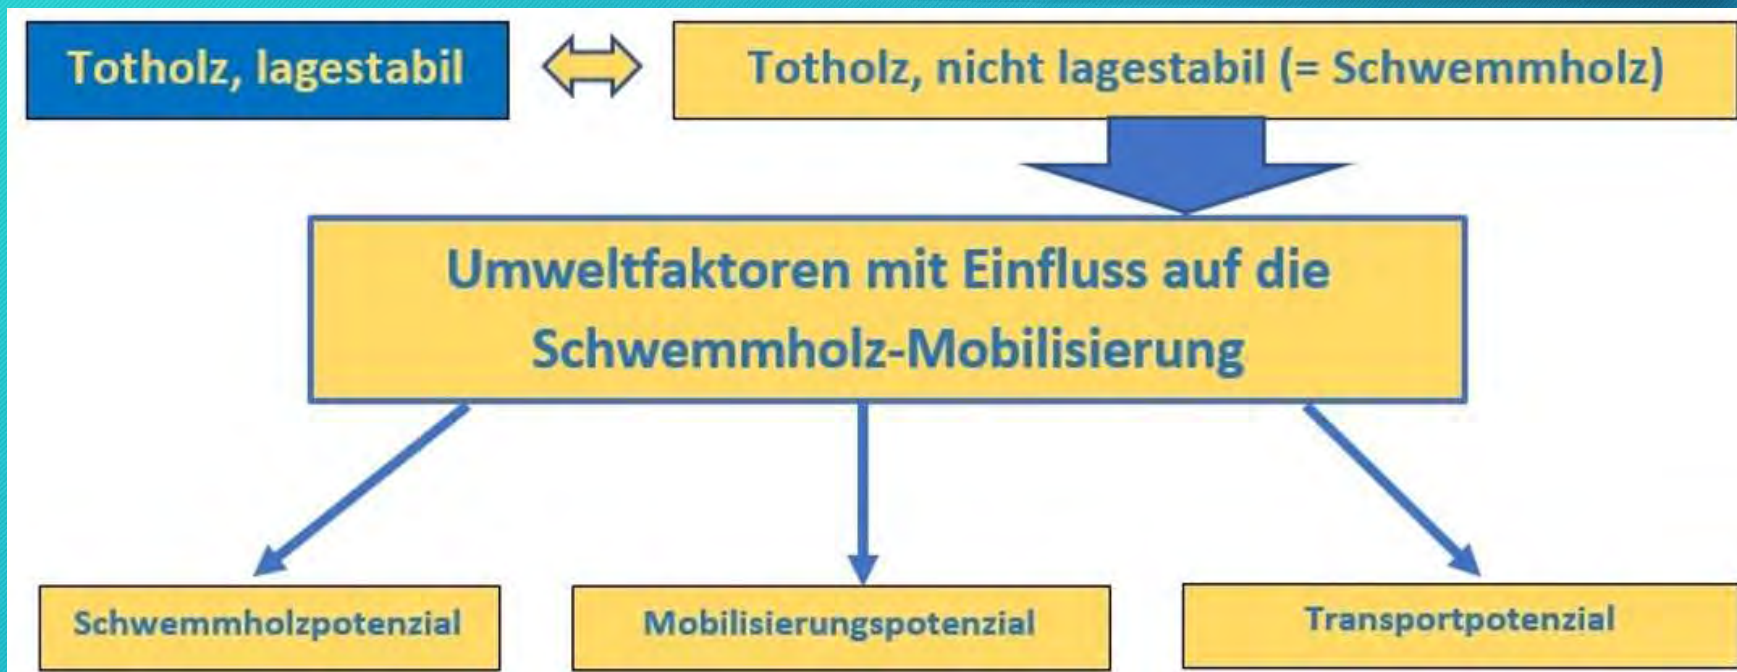 Totholz, lagestabil
Totholz, nicht lagestabil (= Schwemmholz)
Umweltfaktoren mit Einfluss auf die
Schwemmholz-Mobilisierung
Schwemmholzpotenzial
Mobilisierungspotenzial
Transportpotenzial